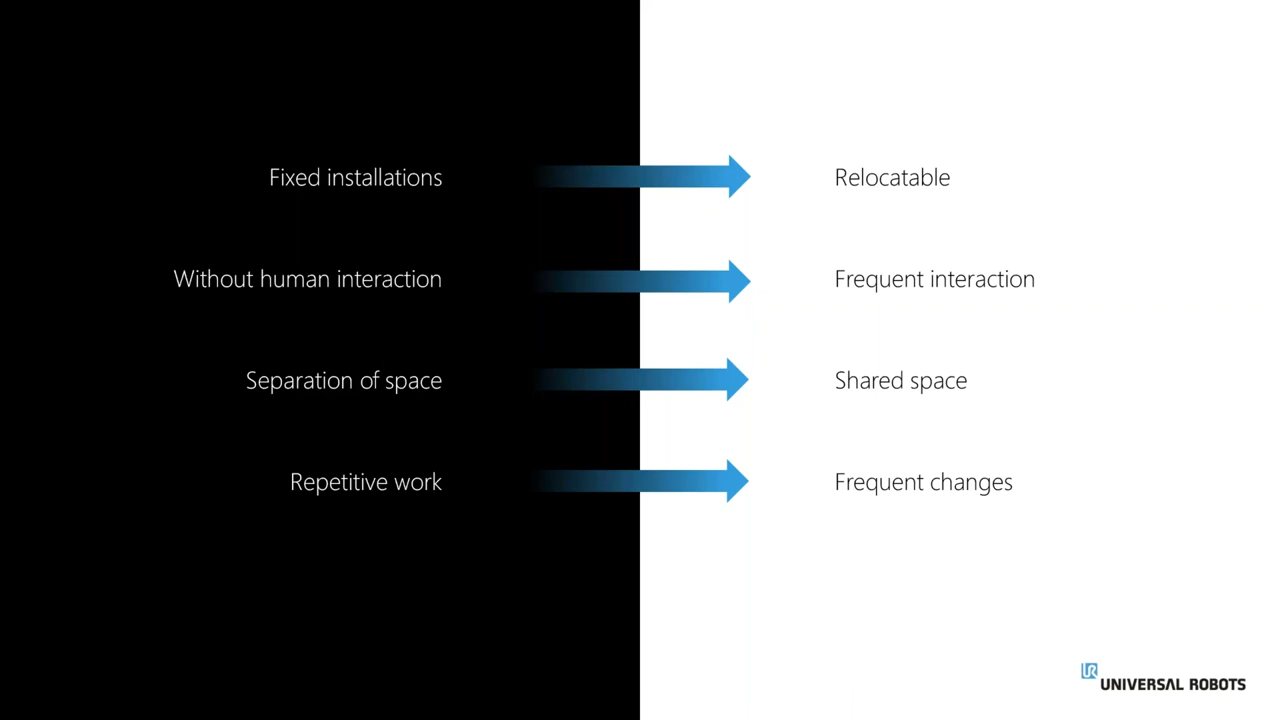 Fixed installations
Relocatable
Without human interaction
Frequent interaction
Separation of space
Shared space
Repetitive work
Frequent changes
UR
UNIVERSAL ROBOTS